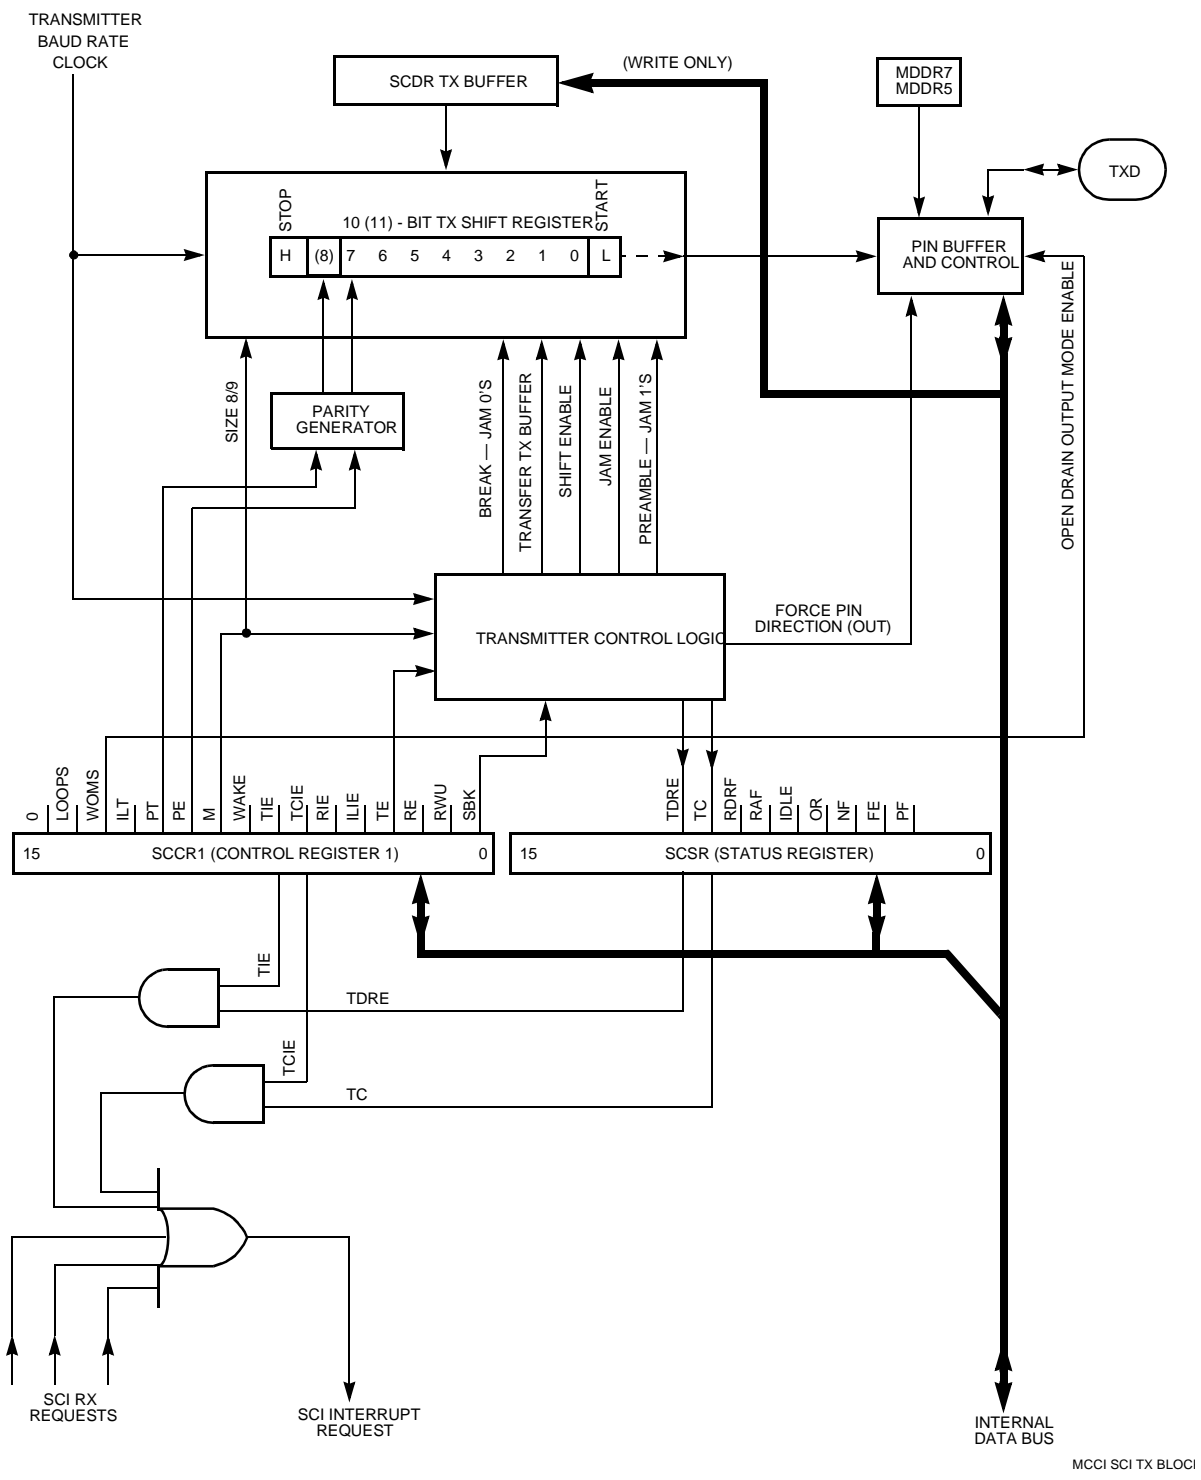 TRANSMITTER
BAUD RATE
CLOCK
SCDR TX BUFFER
(WRITE ONLY)
MDDR7
MDDR5
TXD
STOP
10 (11) - BIT TX SHIFT REGISTER
START
H (8) 7 6 5 4 3 2 1 0 L
PIN BUFFER
AND CONTROL
OPEN DRAIN OUTPUT MODE ENABLE
SIZE 8/9
PARITY
GENERATOR
BREAK — JAM 0'S
TRANSFER TX BUFFER
SHIFT ENABLE
JAM ENABLE
PREAMBLE — JAM 1'S
TRANSMITTER CONTROL LOGIC
FORCE PIN
DIRECTION (OUT)
0
LOOPS
WOMS
ILT
PT
PE
M
WAKE
TIE
TCIE
RIE
ILIE
TE
RE
RWU
SBK
TDRE
TC
RDRF
RAF
IDLE
OR
NF
FE
PF
15 SCCR1 (CONTROL REGISTER 1) 0
15 SCSR (STATUS REGISTER) 0
TIE
TDRE
TCIE
TC
SCI RX
REQUESTS
SCI INTERRUPT
REQUEST
INTERNAL
DATA BUS
MCCI SCI TX BLOC